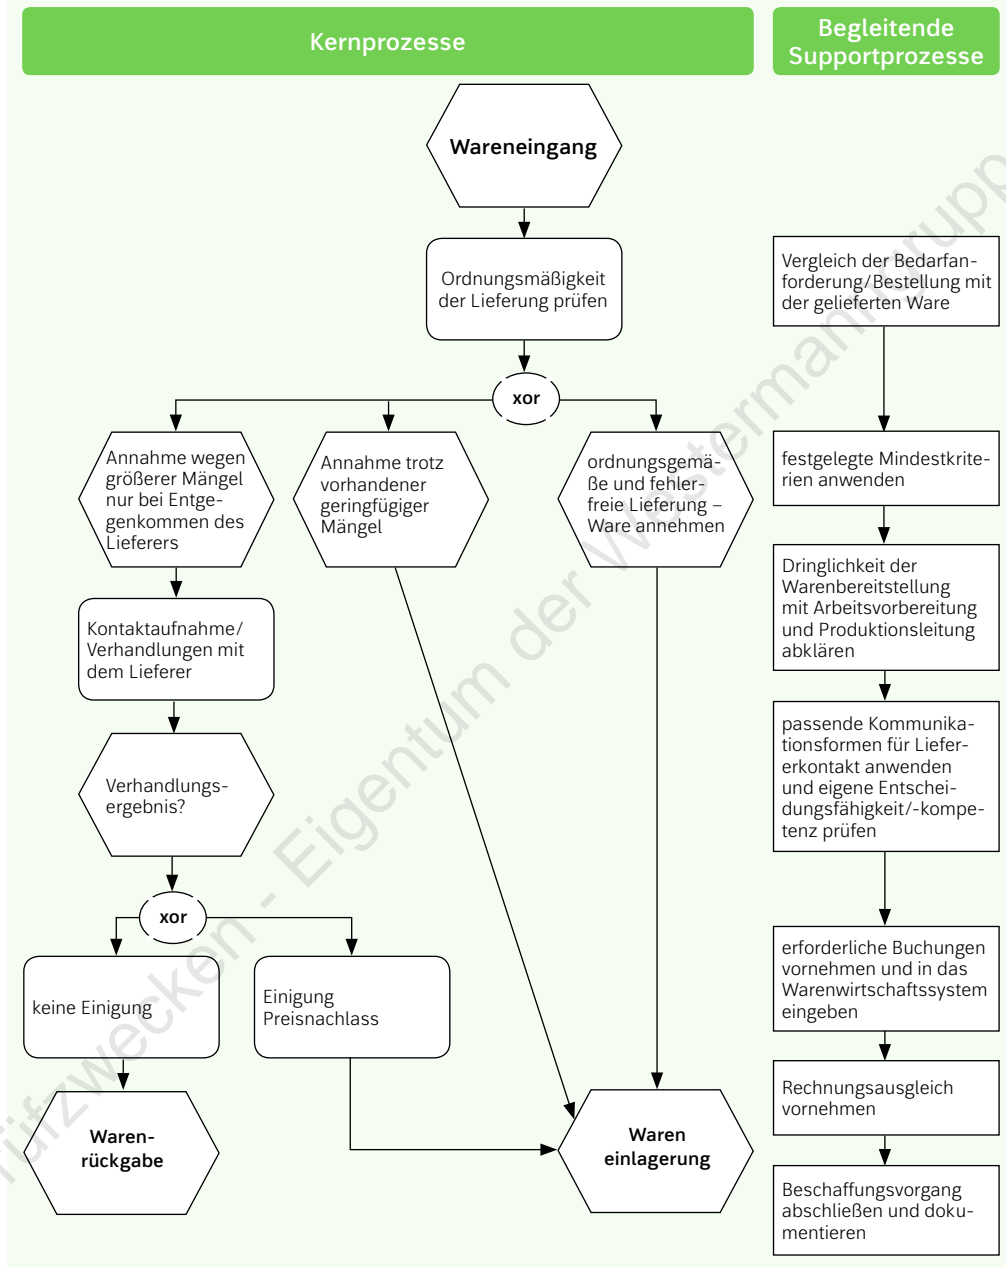 Kernprozesse
Begleitende
Supportprozesse
Wareneingang
Ordnungsmäßigkeit
der Lieferung prüfen
xor
Annahme wegen
größerer Mängel
nur bei Entge-
genkommen des
Lieferers
Annahme trotz
vorhandener
geringfügiger
Mängel
ordnungsgemä-
ße und fehler-
freie Lieferung –
Ware annehmen
Kontaktaufnahme/
Verhandlungen mit
dem Lieferer
Verhandlungs-
ergebnis?
xor
keine Einigung
Einigung
Preisnachlass
Waren-
rückgabe
Waren
einlagerung
Vergleich der Bedarfan-
forderung/Bestellung mit
der gelieferten Ware
festgelegte Mindestkrite-
rien anwenden
Dringlichkeit der
Warenbereitstellung
mit Arbeitsvorbereitung
und Produktionsleitung
abklären
passende Kommunika-
tionsformen für Liefer-
erkontakt anwenden
und eigene Entschei-
dungsfähigkeit/-kompe-
tenz prüfen
erforderliche Buchungen
vornehmen und in das
Warenwirtschaftssystem
eingeben
Rechnungsausgleich
vornehmen
Beschaffungsvorgang
abschließen und doku-
mentieren
- Eigentum der Westermanngrupp